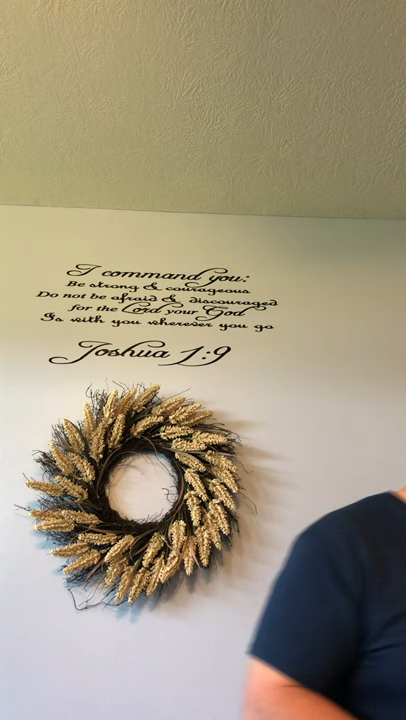 I command you:
Be strong & courageous
Do not be afraid & discouraged
for the Lord your God
Is with you wherever you go
Joshua 1:9